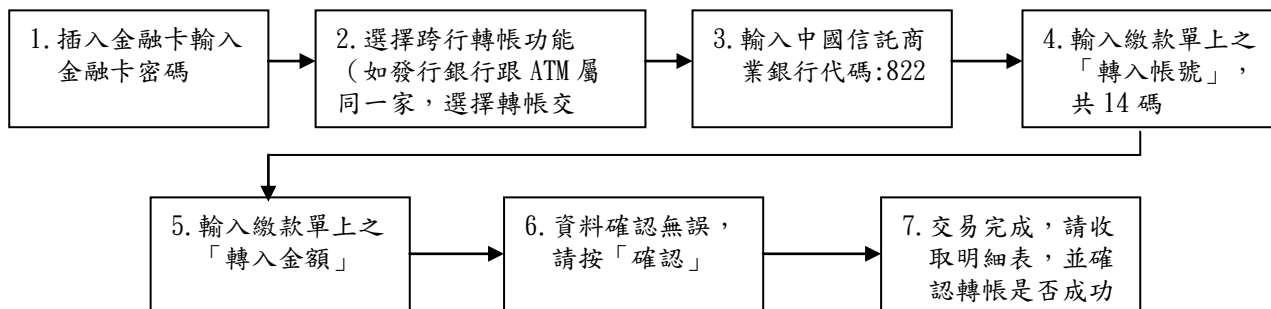 1.插入金融卡輸入
金融卡密碼
2.選擇跨行轉帳功能
(如發行銀行跟 ATM 屬
同一家，選擇轉帳交
3.輸入中國信託商
業銀行代碼:822
4.輸入繳款單上之
「轉入帳號」，
共14碼
5.輸入繳款單上之
「轉入金額」
6.資料確認無誤，
請按「確認」
7.交易完成，請收
取明細表，並確
認轉帳是否成功